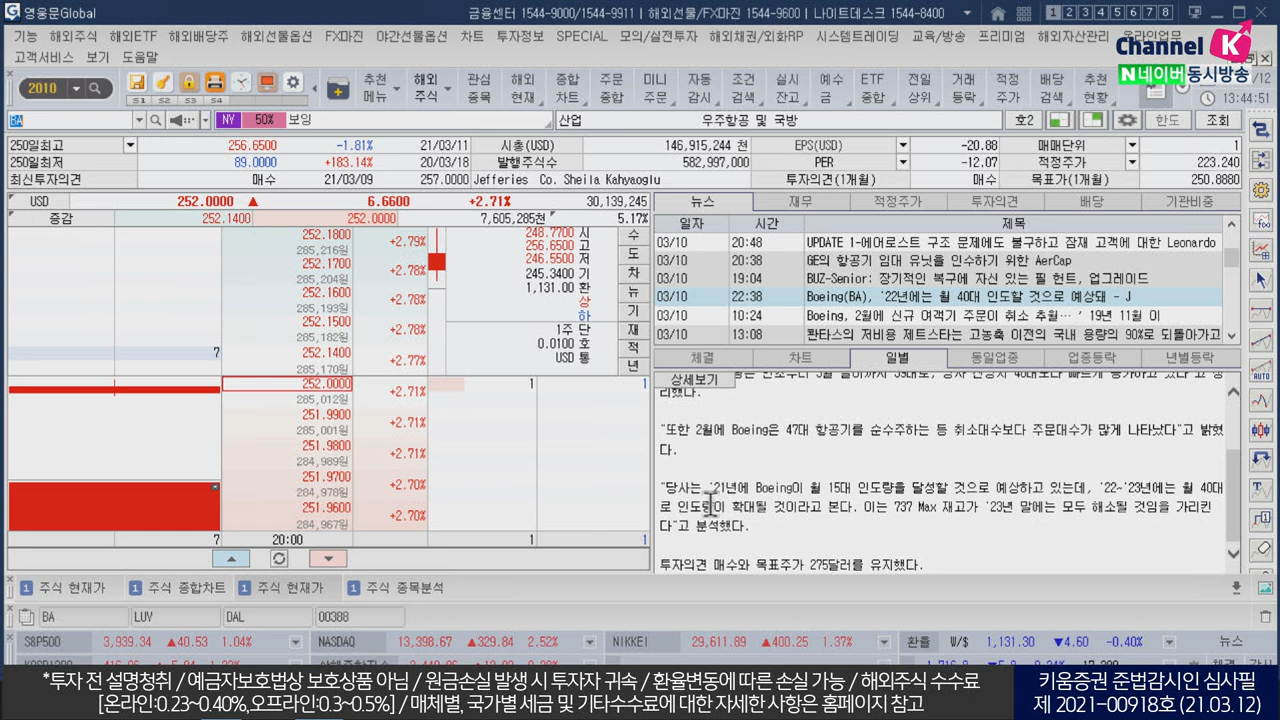 영웅문Global 금융센터 1544-9000/1544-9911 | 해외선물/FX마진 1544-9600 | 나이트데스크 1544-8400 1 2 3 4 5 6 7 8
기능 해외주식 해외ETF 해외배당주 해외선물옵션 FX마진 야간선물옵션 차트 투자정보 SPECIAL 모의/실전투자 해외채권/외화RP 시스템트레이딩 교육/방송 프리미엄 해외자산관리 온라인업무
고객서비스 보기 도움말
Channel K
N네이버동시방송
2010 S1 S2 S3 S4 추천메뉴 해외주식 관심종목 해외현재 종합차트 주문종합 미니주문 자동감시 조건검색 실시잔고 예수금 ETF종합 전일상위 거래등락 적정주가 배당검색 추천현황
13:44:51
BA NY 50% 보잉 산업 우주항공 및 국방 호2 한도 조회
250일최고 256.6500 -1.81% 21/03/11 시총(USD) 146,915,244 천 EPS(USD) -20.88 매매단위 1
250일최저 89.0000 +183.14% 20/03/18 발행주식수 582,997,000 PER -12.07 적정주가 223.240
최신투자의견 매수 21/03/09 257.0000 Jefferies Co. Sheila Kahyaoglu 투자의견(1개월) 매수 목표가(1개월) 250.8880
USD 252.0000 ▲ 6.6600 +2.71% 30,139,245
증감 252.1400 252.0000 7,605,285천 5.17%
252.1800 285,216원 +2.79%
252.1700 285,204원 +2.78%
252.1600 285,193원 +2.78%
252.1500 285,182원 +2.78%
7 252.1400 285,170원 +2.77%
252.0000 285,012원 +2.71% 1 1
251.9900 285,001원 +2.71%
251.9800 284,989원 +2.71%
251.9700 284,978원 +2.70%
251.9600 284,967원 +2.70%
7 20:00 1 1
248.7700 시
256.6500 고
246.5500 저
245.3400 기
1,131.00 환
상
하
1주 단
0.0100 호
USD 통
수
도
정
차
뉴
기
재
적
년
뉴스 재무 적정주가 투자의견 배당 기관비중
일자 시간 제목
03/10 20:48 UPDATE 1-에어로스트 구조 문제에도 불구하고 잠재 고객에 대한 Leonardo
03/10 20:38 GE의 항공기 임대 유닛을 인수하기 위한 AerCap
03/10 19:04 BUZ-Senior: 장기적인 복구에 자신 있는 필 헌트, 업그레이드
03/10 22:38 Boeing(BA), '22년에는 월 40대 인도할 것으로 예상돼 - J
03/10 10:24 Boeing, 2월에 신규 여객기 주문이 취소 추월… ' 19년 11월 이
03/10 13:08 콴타스의 저비용 제트스타는 고농축 이전의 국내 용량의 90%로 되돌아가고
체결 차트 일별 동일업종 업종등락 년별등락
상세보기
리했다.
"또한 2월에 Boeing은 47대 항공기를 순수주하는 등 취소대수보다 주문대수가 많게 나타났다"고 밝혔
다.
"당사는 '21년에 Boeing이 월 15대 인도량을 달성할 것으로 예상하고 있는데, '22~'23년에는 월 40대
로 인도량이 확대될 것이라고 본다. 이는 737 Max 재고가 '23년 말에는 모두 해소될 것임을 가리킨
다"고 분석했다.
투자의견 매수와 목표주가 275달러를 유지했다.
1 주식 현재가 1 주식 종합차트 1 주식 현재가 1 주식 종목분석
BA LUV DAL 00388
S&P500 3,939.34 ▲40.53 1.04% NASDAQ 13,398.67 ▲329.84 2.52% NIKKEI 29,611.89 ▲400.25 1.37% 환율 W/$ 1,131.30 ▼4.60 -0.40% 뉴스
*투자 전 설명청취 / 예금자보호법상 보호상품 아님 / 원금손실 발생 시 투자자 귀속 / 환율변동에 따른 손실 가능 / 해외주식 수수료
[온라인:0.23~0.40%,오프라인:0.3~0.5%] / 매체별, 국가별 세금 및 기타수수료에 대한 자세한 사항은 홈페이지 참고
키움증권 준법감시인 심사필
제 2021-00918호 (21.03.12)